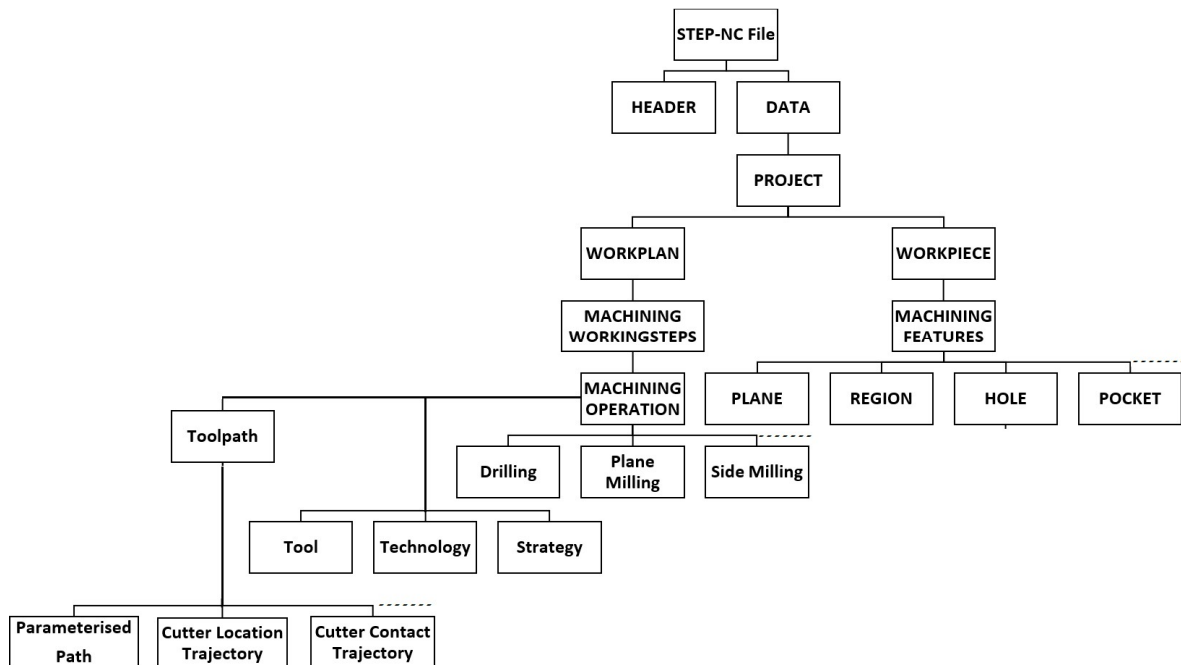 STEP-NC File
HEADER
DATA
PROJECT
WORKPLAN
WORKPIECE
MACHINING
WORKINGSTEPS
MACHINING
FEATURES
MACHINING
OPERATION
PLANE
REGION
HOLE
POCKET
Toolpath
Drilling
Plane
Milling
Side Milling
Tool
Technology
Strategy
Parameterised
Path
Cutter Location
Trajectory
Cutter Contact
Trajectory